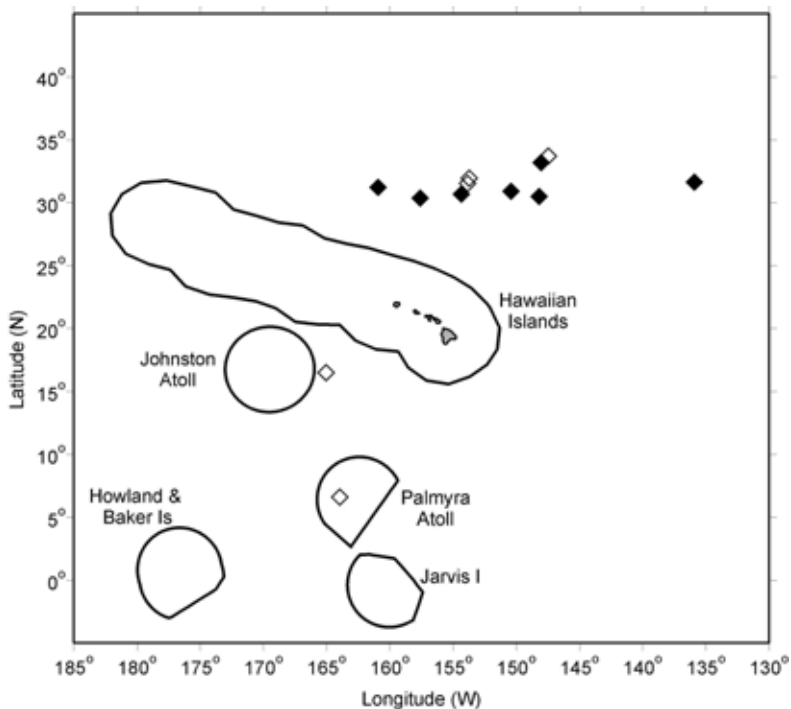 40°
35°
30°
25°
20°
15°
10°
5°
0°
Latitude (N)
Hawaiian
Islands
Johnston
Atoll
Howland &
Baker Is
Palmyra
Atoll
Jarvis I
185° 180° 175° 170° 165° 160° 155° 150° 145° 140° 135° 130°
Longitude (W)